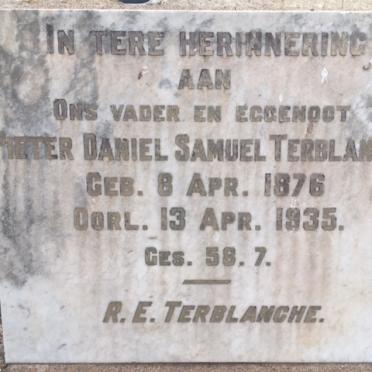 IN TERE HERINNERING
AAN
ONS VADER EN EGGENOOT
PIETER DANIEL SAMUEL TERBLAN
GEB. 8 APR. 1876
OORL. 13 APR. 1935.
GES. 58. 7.
R. E. TERBLANCHE.